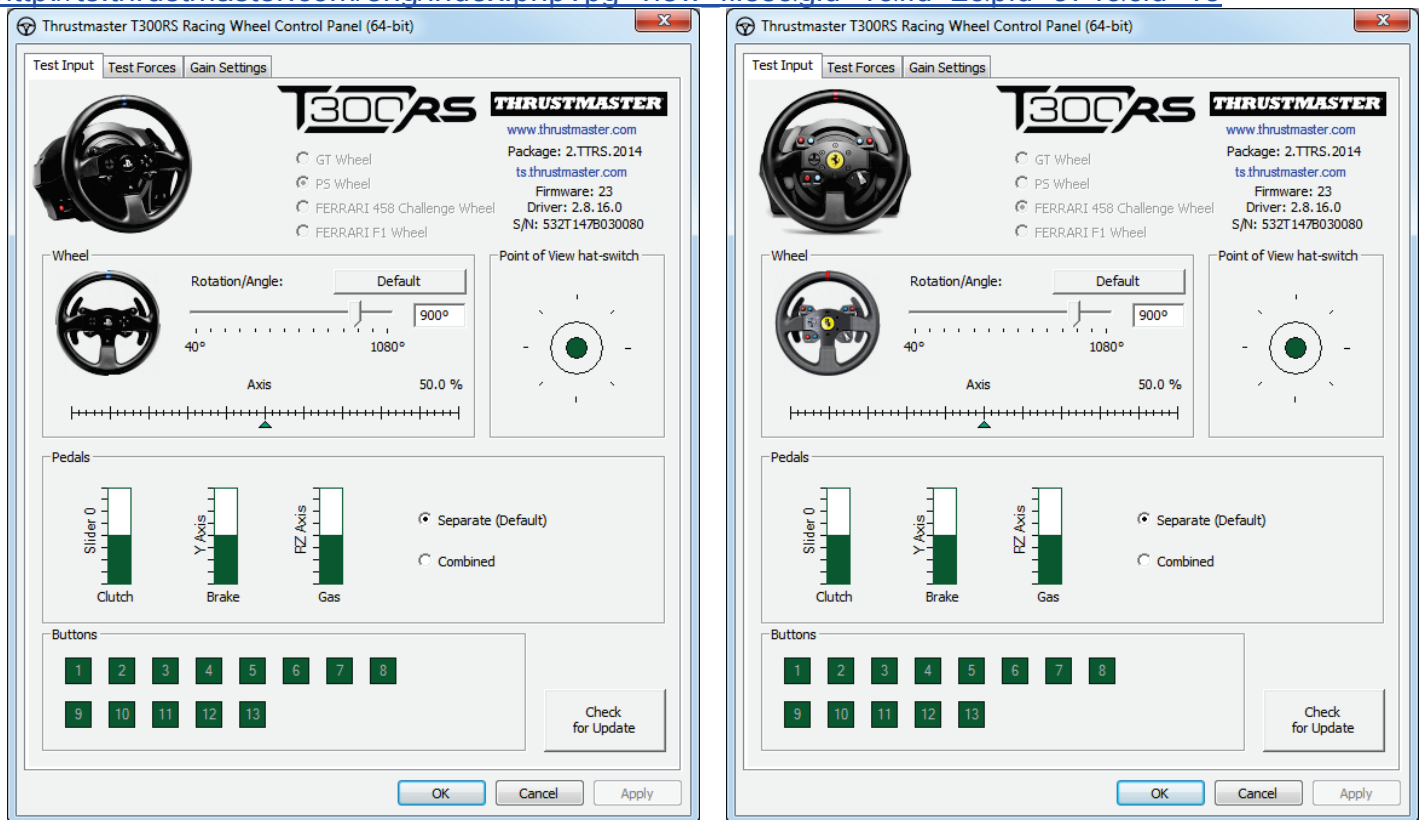 Thrustmaster T300RS Racing Wheel Control Panel (64-bit)
Test Input
Test Forces
Gain Settings
T300RS
THRUSTMASTER
www.thrustmaster.com
GT Wheel
Package: 2.TTRS.2014
ts.thrustmaster.com
PS Wheel
Firmware: 23
FERRARI 458 Challenge Wheel
Driver: 2.8.16.0
FERRARI F1 Wheel
S/N: 532T147B030080
Wheel
Rotation/Angle:
Default
900°
40°
1080°
Axis
50.0 %
Point of View hat-switch
Pedals
Slider 0
Y Axis
RZ Axis
Clutch
Brake
Gas
Separate (Default)
Combined
Buttons
1 2 3 4 5 6 7 8
9 10 11 12 13
Check
for Update
OK
Cancel
Apply
Thrustmaster T300RS Racing Wheel Control Panel (64-bit)
Test Input
Test Forces
Gain Settings
T300RS
THRUSTMASTER
www.thrustmaster.com
GT Wheel
Package: 2.TTRS.2014
ts.thrustmaster.com
PS Wheel
Firmware: 23
FERRARI 458 Challenge Wheel
Driver: 2.8.16.0
FERRARI F1 Wheel
S/N: 532T147B030080
Wheel
Rotation/Angle:
Default
900°
40°
1080°
Axis
50.0 %
Point of View hat-switch
Pedals
Slider 0
Y Axis
RZ Axis
Clutch
Brake
Gas
Separate (Default)
Combined
Buttons
1 2 3 4 5 6 7 8
9 10 11 12 13
Check
for Update
OK
Cancel
Apply